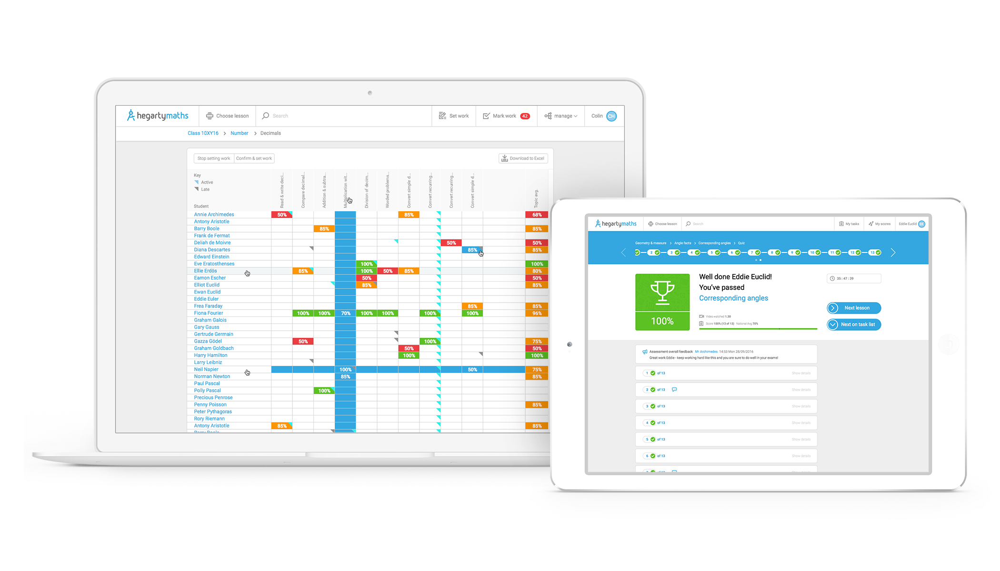 hegartymaths Choose lesson Search Set work Mark work 42 manage Colin CH
Class 10XY16 > Number > Decimals
Stop setting work Confirm & set work Download to Excel
Key
Active
Late
Student
Read & write deci...
Compare decimal...
Addition & subtra...
Multiplication wit...
Division of decim...
Worded problems...
Convert simple d...
Convert recurring...
Convert recurring...
Convert simple d...
Topic avg.
Annie Archimedes 50% 85% 68%
Antony Aristotle
Barry Boole 85% 85%
Frank de Fermat
Deliah de Moivre 50% 50%
Diana Descartes 85% 85%
Edward Einstein
Eve Eratosthenses 100% 100%
Ellie Erdös 85% 100% 50% 85% 80%
Eamon Escher 50% 50%
Elliot Euclid 85% 85%
Ewan Euclid
Eddie Euler
Frea Faraday 85% 85%
Fiona Fourier 100% 100% 70% 100% 100% 100% 100% 96%
Graham Galois
Gary Gauss
Gertrude Germain
Gazza Gödel 50% 100% 75%
Graham Goldbach 50% 50%
Harry Hamilton 100% 100%
Larry Leibniz
Neil Napier 100% 50% 75%
Norman Newton 85% 85%
Paul Pascal
Polly Pascal 100%
Precious Penrose
Penny Poisson 85%
Peter Pythagoras
Rory Riemann
Antony Aristotle 85% 85%
hegartymaths Choose lesson Search My tasks My scores Eddie Euclid EE
Geometry & measure > Angle facts > Corresponding angles > Quiz
2 3 4 5 6 7 8 9 10 11 12 13
Well done Eddie Euclid!
You've passed
Corresponding angles
100%
Video watched 1.30
Score 100% (13 of 13) National Avg 70%
35 : 47 : 39
Next lesson
Next on task list
Assessment overall feedback Mr Archimedes 14:53 Mon 28/09/2016
Great work Eddie - keep working hard like this and you are sure to do well in your exams!
1 of 13 Show details
2 of 13 Show details
3 of 13 Show details
4 of 13 Show details
5 of 13 Show details
6 of 13 Show details